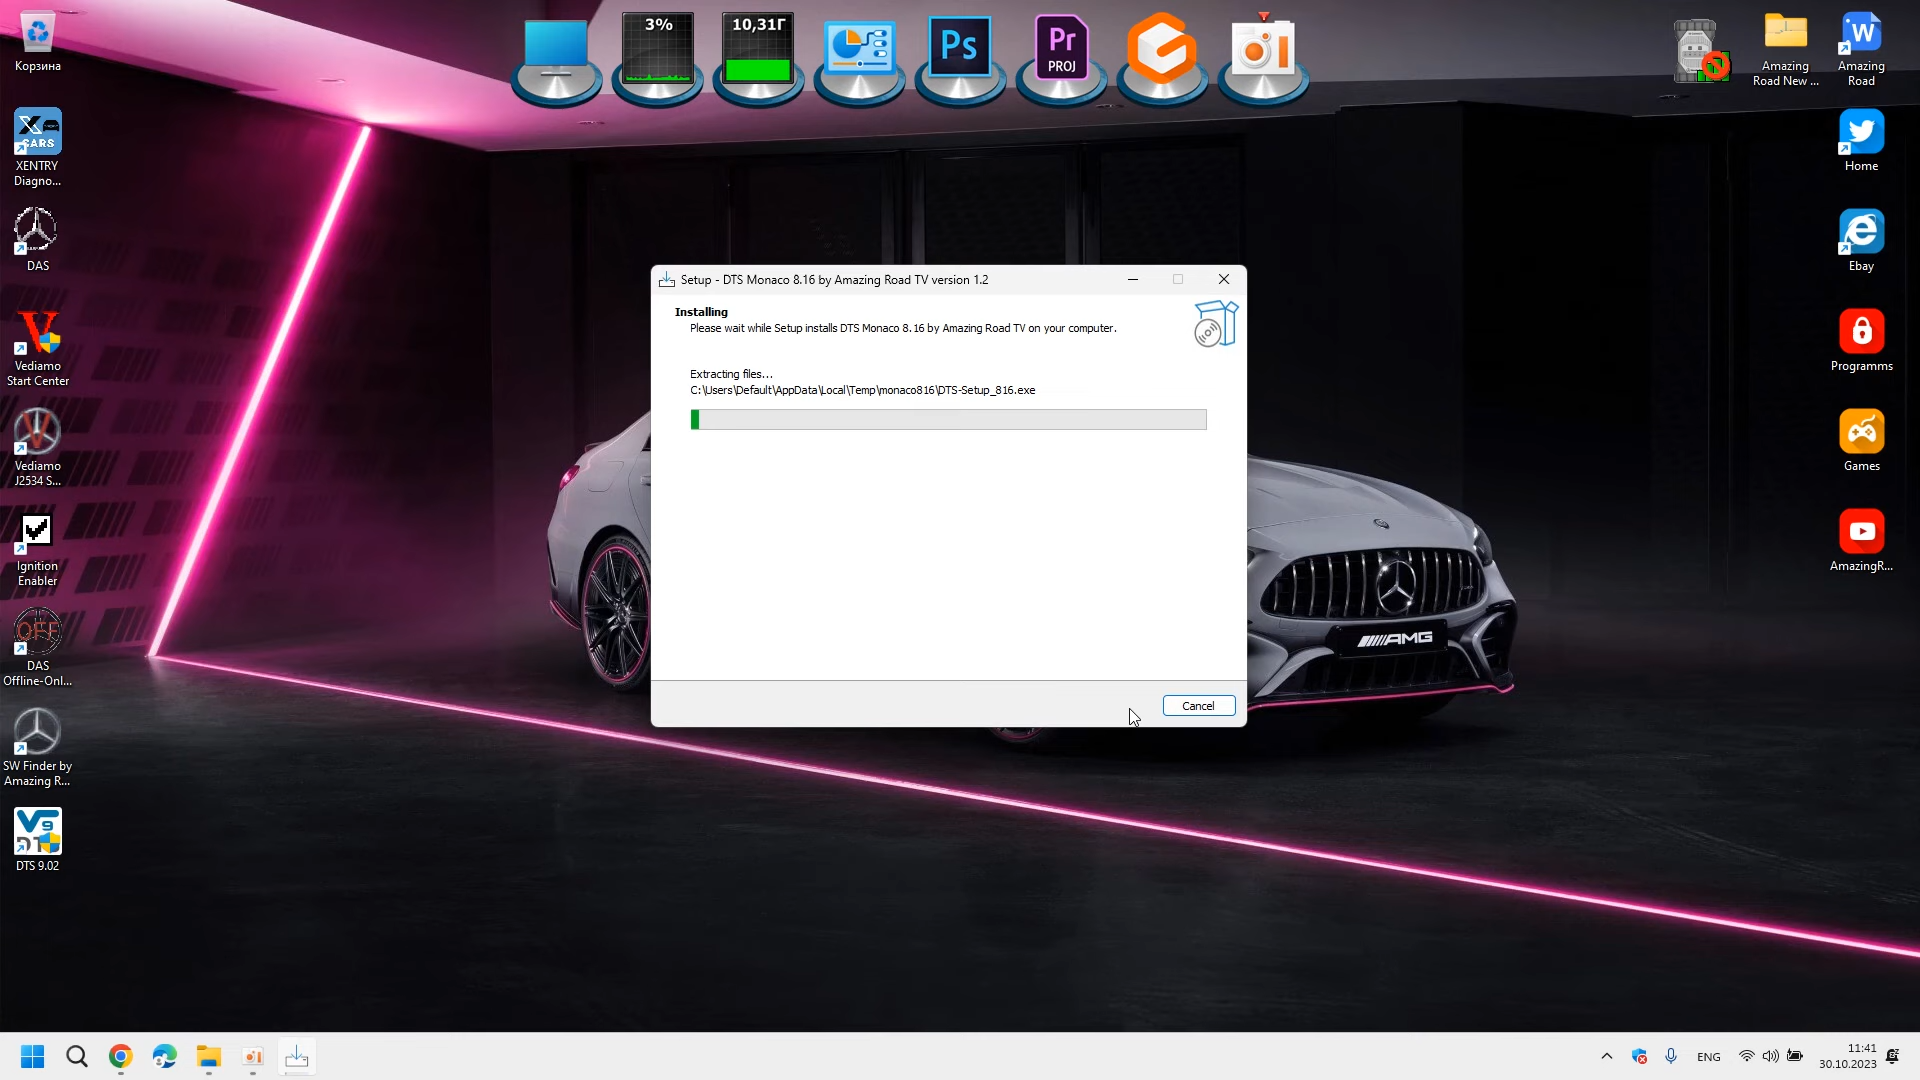 Корзина
XENTRY
Diagno...
DAS
Vediamo
Start Center
Vediamo
J2534 S...
Ignition
Enabler
OFF
DAS
Offline-Onl...
SW Finder by
Amazing R...
DTS 9.02
3%
10,31Г
Ps
Pr
PROJ
Amazing
Road New ...
Amazing
Road
Home
Ebay
Programms
Games
AmazingR...
Setup - DTS Monaco 8.16 by Amazing Road TV version 1.2
Installing
Please wait while Setup installs DTS Monaco 8.16 by Amazing Road TV on your computer.
Extracting files...
C:\Users\Default\AppData\Local\Temp\monaco816\DTS-Setup_816.exe
Cancel
AMG
ENG
11:41
30.10.2023